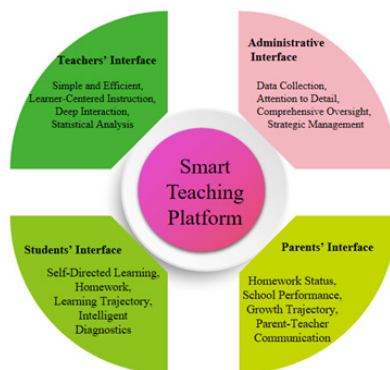 Teachers' Interface
Simple and Efficient,
Learner-Centered Instruction,
Deep Interaction,
Statistical Analysis
Administrative
Interface
Data Collection,
Attention to Detail,
Comprehensive Oversight,
Strategic Management
Smart
Teaching
Platform
Students' Interface
Self-Directed Learning,
Homework,
Learning Trajectory,
Intelligent
Diagnostics
Parents' Interface
Homework Status,
School Performance,
Growth Trajectory,
Parent-Teacher
Communication